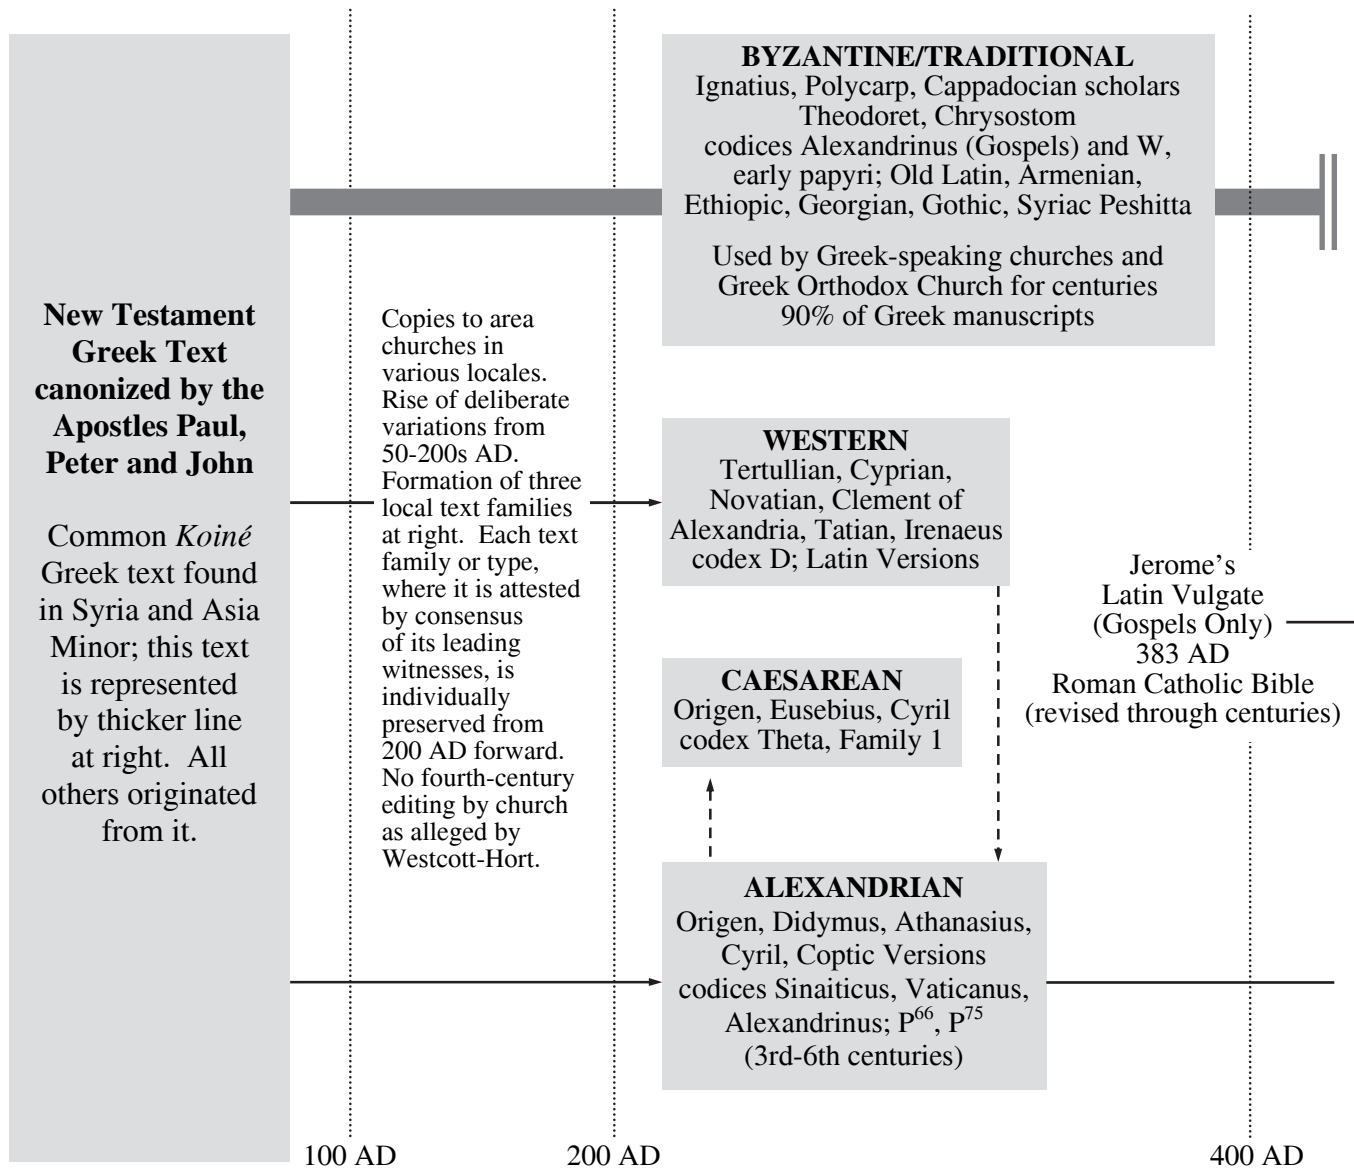 New Testament
Greek Text
canonized by the
Apostles Paul,
Peter and John
Common Koiné
Greek text found
in Syria and Asia
Minor; this text
is represented
by thicker line
at right. All
others originated
from it.
Copies to area
churches in
various locales.
Rise of deliberate
variations from
50-200s AD.
Formation of three
local text families
at right. Each text
family or type,
where it is attested
by consensus
of its leading
witnesses, is
individually
preserved from
200 AD forward.
No fourth-century
editing by church
as alleged by
Westcott-Hort.
BYZANTINE/TRADITIONAL
Ignatius, Polycarp, Cappadocian scholars
Theodoret, Chrysostom
codices Alexandrinus (Gospels) and W,
early papyri; Old Latin, Armenian,
Ethiopic, Georgian, Gothic, Syriac Peshitta
Used by Greek-speaking churches and
Greek Orthodox Church for centuries
90% of Greek manuscripts
WESTERN
Tertullian, Cyprian,
Novatian, Clement of
Alexandria, Tatian, Irenaeus
codex D; Latin Versions
CAESAREAN
Origen, Eusebius, Cyril
codex Theta, Family 1
ALEXANDRIAN
Origen, Didymus, Athanasius,
Cyril, Coptic Versions
codices Sinaiticus, Vaticanus,
Alexandrinus; P⁶⁶, P⁷⁵
(3rd-6th centuries)
Jerome's
Latin Vulgate
(Gospels Only)
383 AD
Roman Catholic Bible
(revised through centuries)
100 AD
200 AD
400 AD